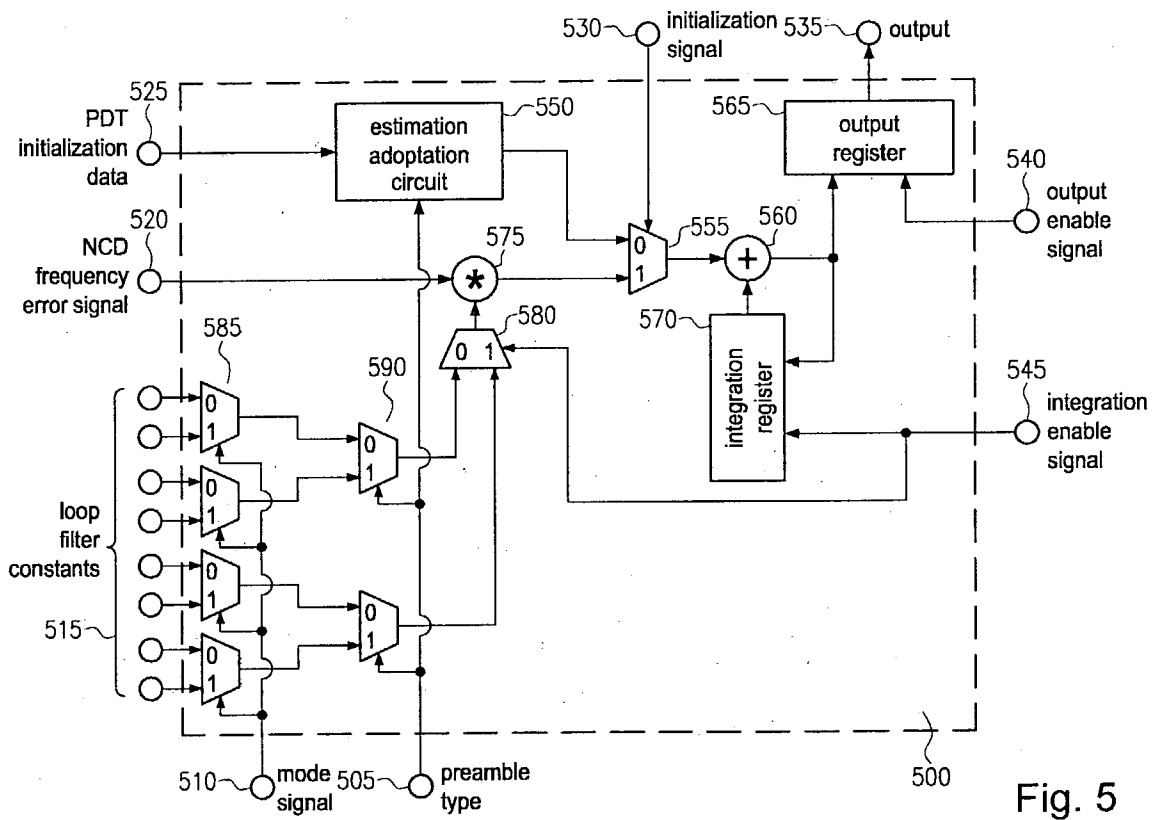 530
initialization
signal
535
output
525
PDT
initialization
data
550
estimation
adoptation
circuit
565
output
register
540
output
enable
signal
520
NCD
frequency
error signal
575
*
0
1
555
560
+
585
580
0 1
570
integration
register
545
integration
enable
signal
590
0
1
0
1
0
1
0
1
0
1
0
1
loop
filter
constants
515
510
mode
signal
505
preamble
type
500
Fig. 5